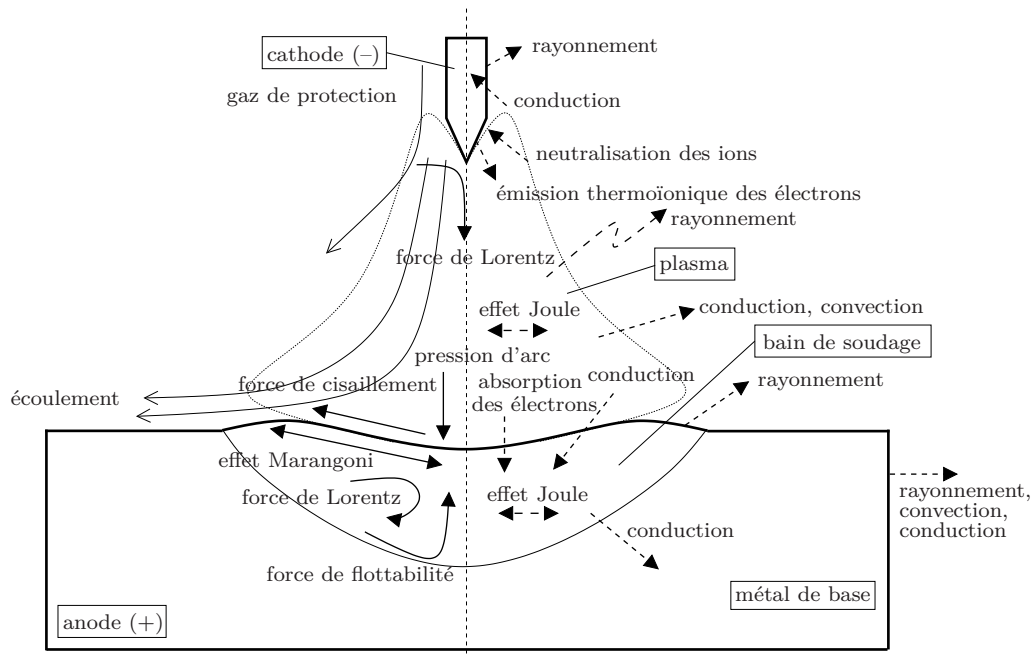 rayonnement
cathode (–)
gaz de protection
conduction
neutralisation des ions
émission thermoïonique des électrons
rayonnement
force de Lorentz
plasma
effet Joule
conduction, convection
bain de soudage
pression d'arc
force de cisaillement
absorption
des électrons
conduction
rayonnement
écoulement
effet Marangoni
force de Lorentz
effet Joule
rayonnement,
convection,
conduction
conduction
force de flottabilité
métal de base
anode (+)